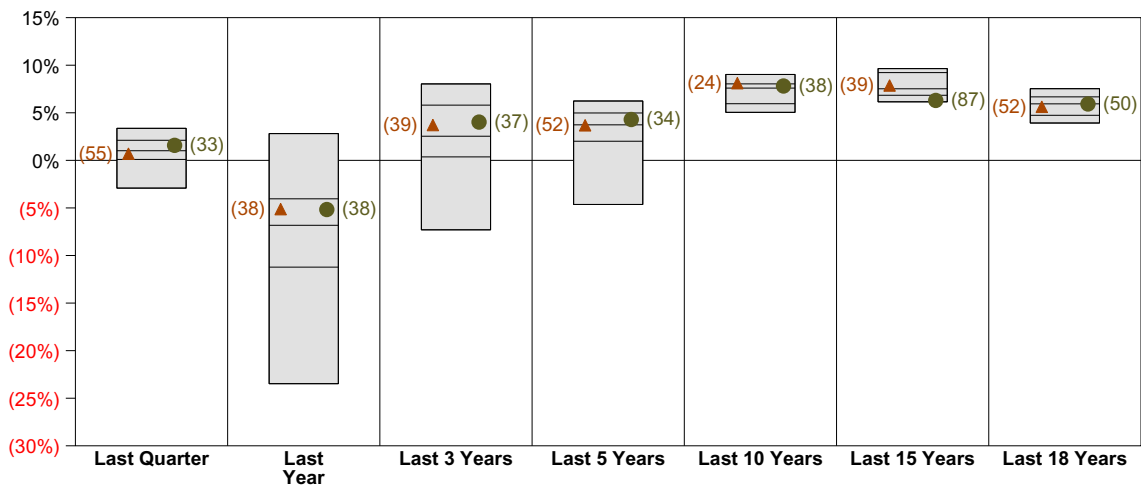 15%
10%
5%
0%
(5%)
(10%)
(15%)
(20%)
(25%)
(30%)
(55) (33)
(38) (38)
(39) (37)
(52) (34)
(24) (38)
(39) (87)
(52) (50)
Last Quarter
Last
Year
Last 3 Years
Last 5 Years
Last 10 Years
Last 15 Years
Last 18 Years